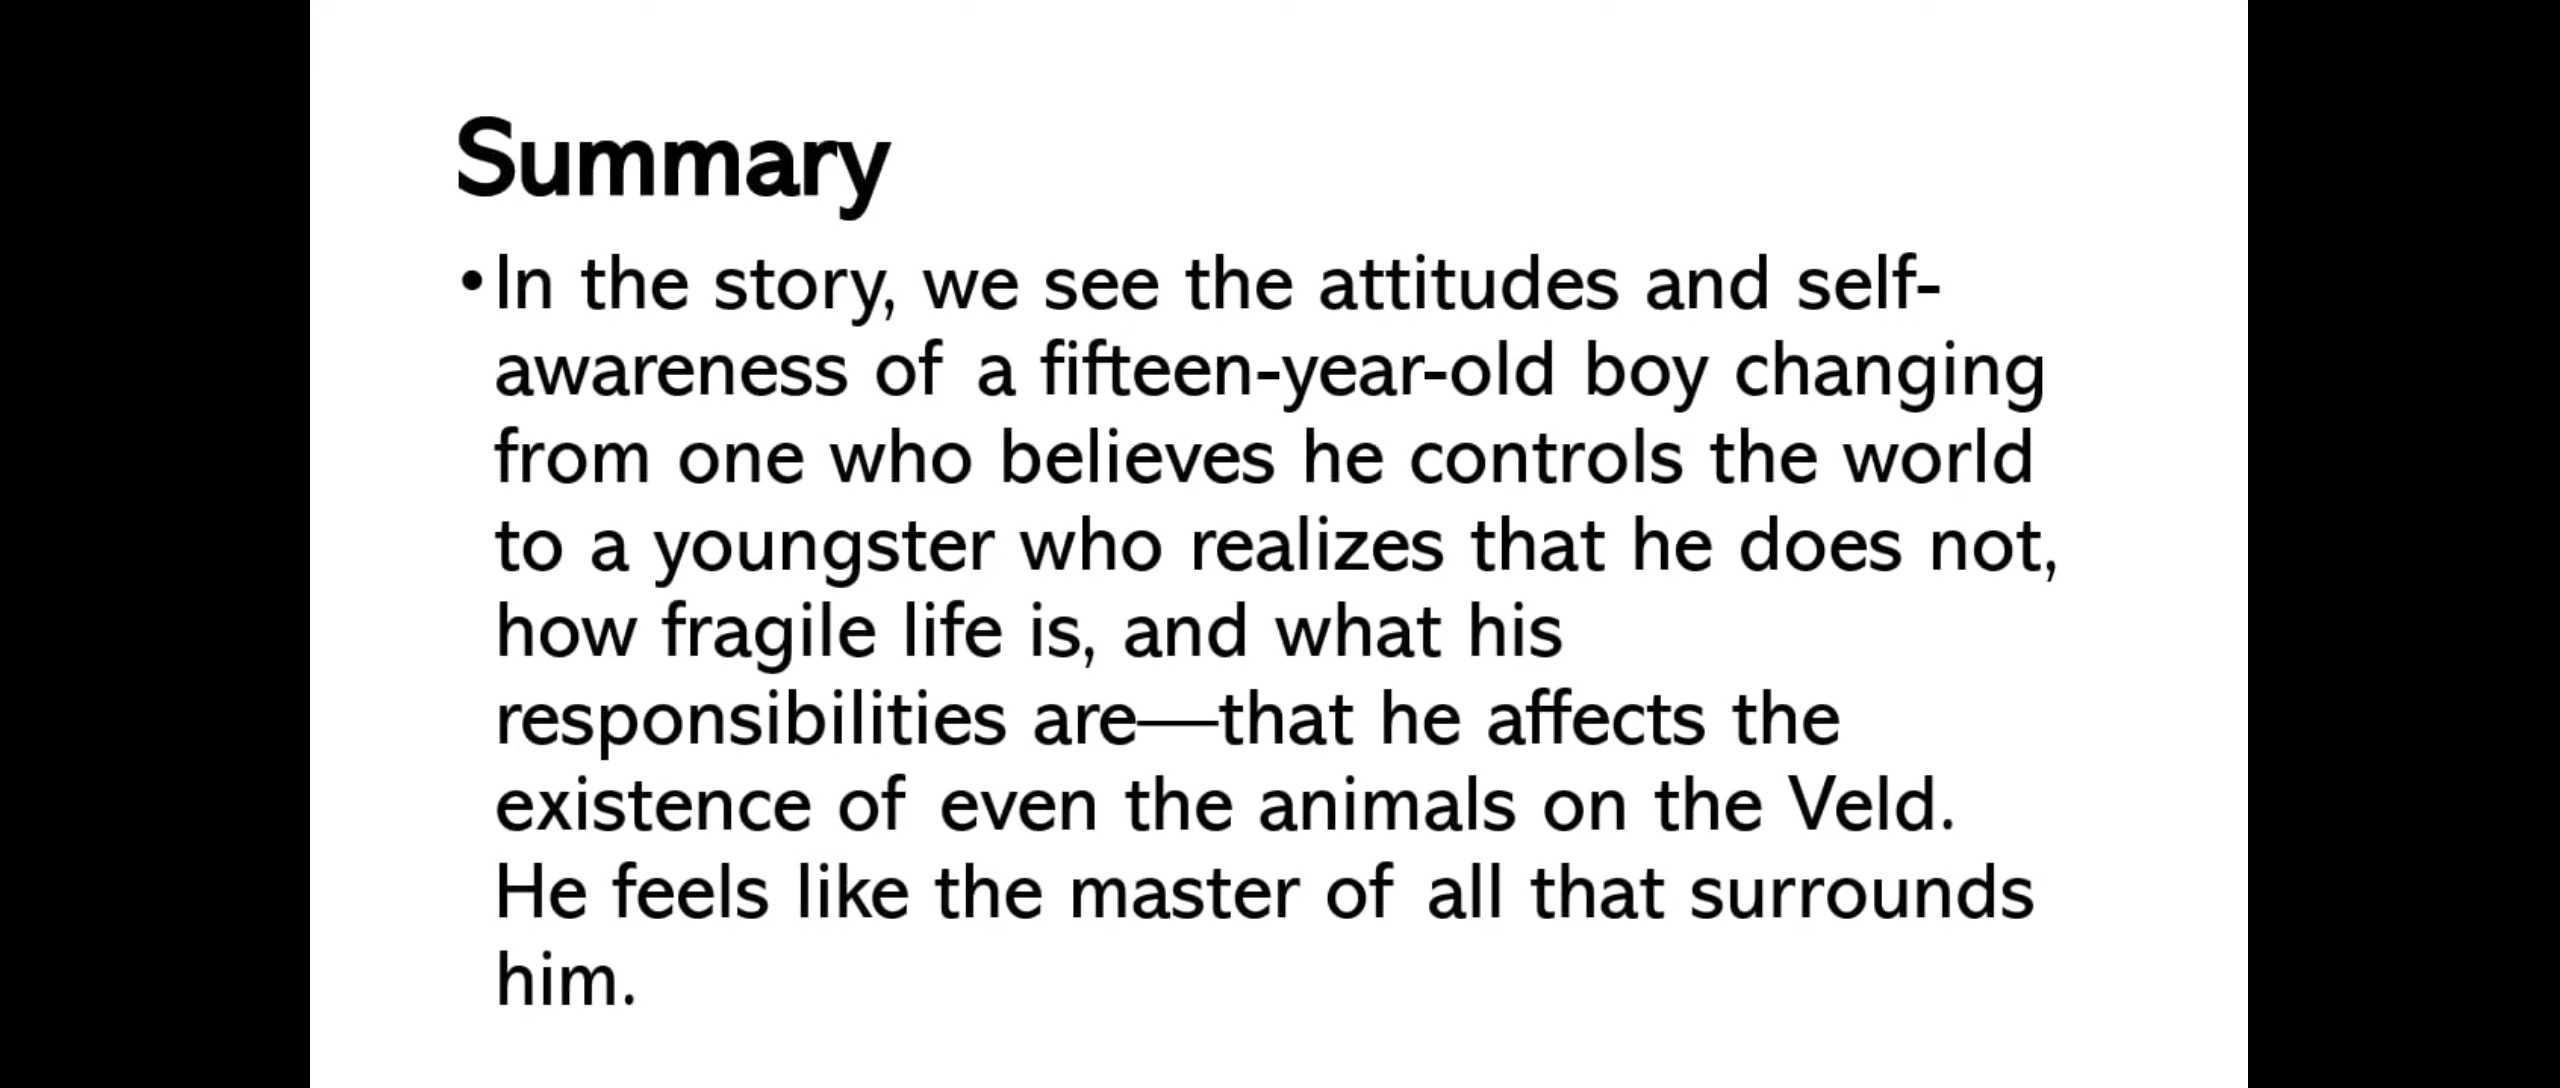 Summary
•In the story, we see the attitudes and self-
awareness of a fifteen-year-old boy changing
from one who believes he controls the world
to a youngster who realizes that he does not,
how fragile life is, and what his
responsibilities are—that he affects the
existence of even the animals on the Veld.
He feels like the master of all that surrounds
him.